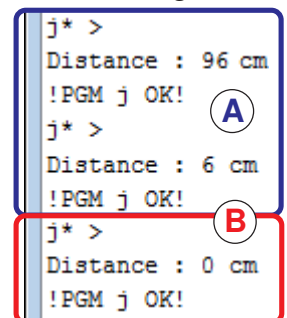 j* >
Distance : 96 cm
!PGM j OK!
A
j* >
Distance : 6 cm
!PGM j OK!
B
j* >
Distance : 0 cm
!PGM j OK!